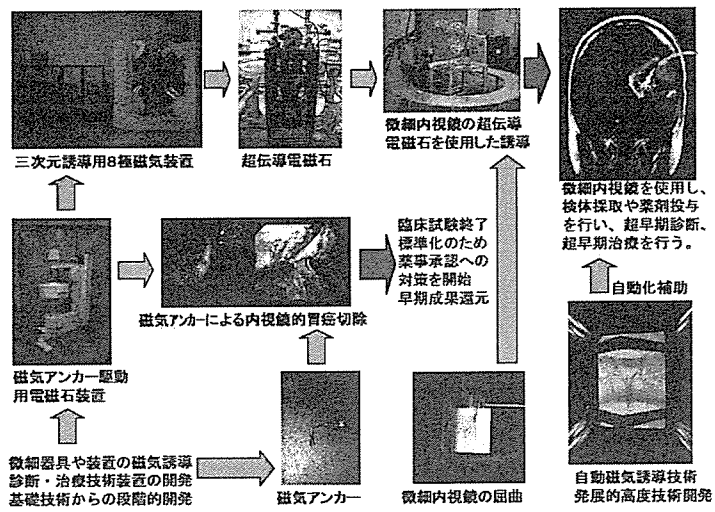 三次元誘導用8極磁気装置
超伝導電磁石
微細内視鏡の超伝導
電磁石を使用した誘導
微細内視鏡を使用し、
検体採取や薬剤投与
を行い、超早期診断、
超早期治療を行う。
臨床試験終了
標準化のため
薬事承認への
対策を開始
早期成果還元
磁気アンカーによる内視鏡的胃癌切除
自動化補助
磁気アンカー駆動
用電磁石装置
微細器具や装置の磁気誘導
診断・治療技術装置の開発
基礎技術からの段階的開発
磁気アンカー
微細内視鏡の屈曲
自動磁気誘導技術
発展的高度技術開発